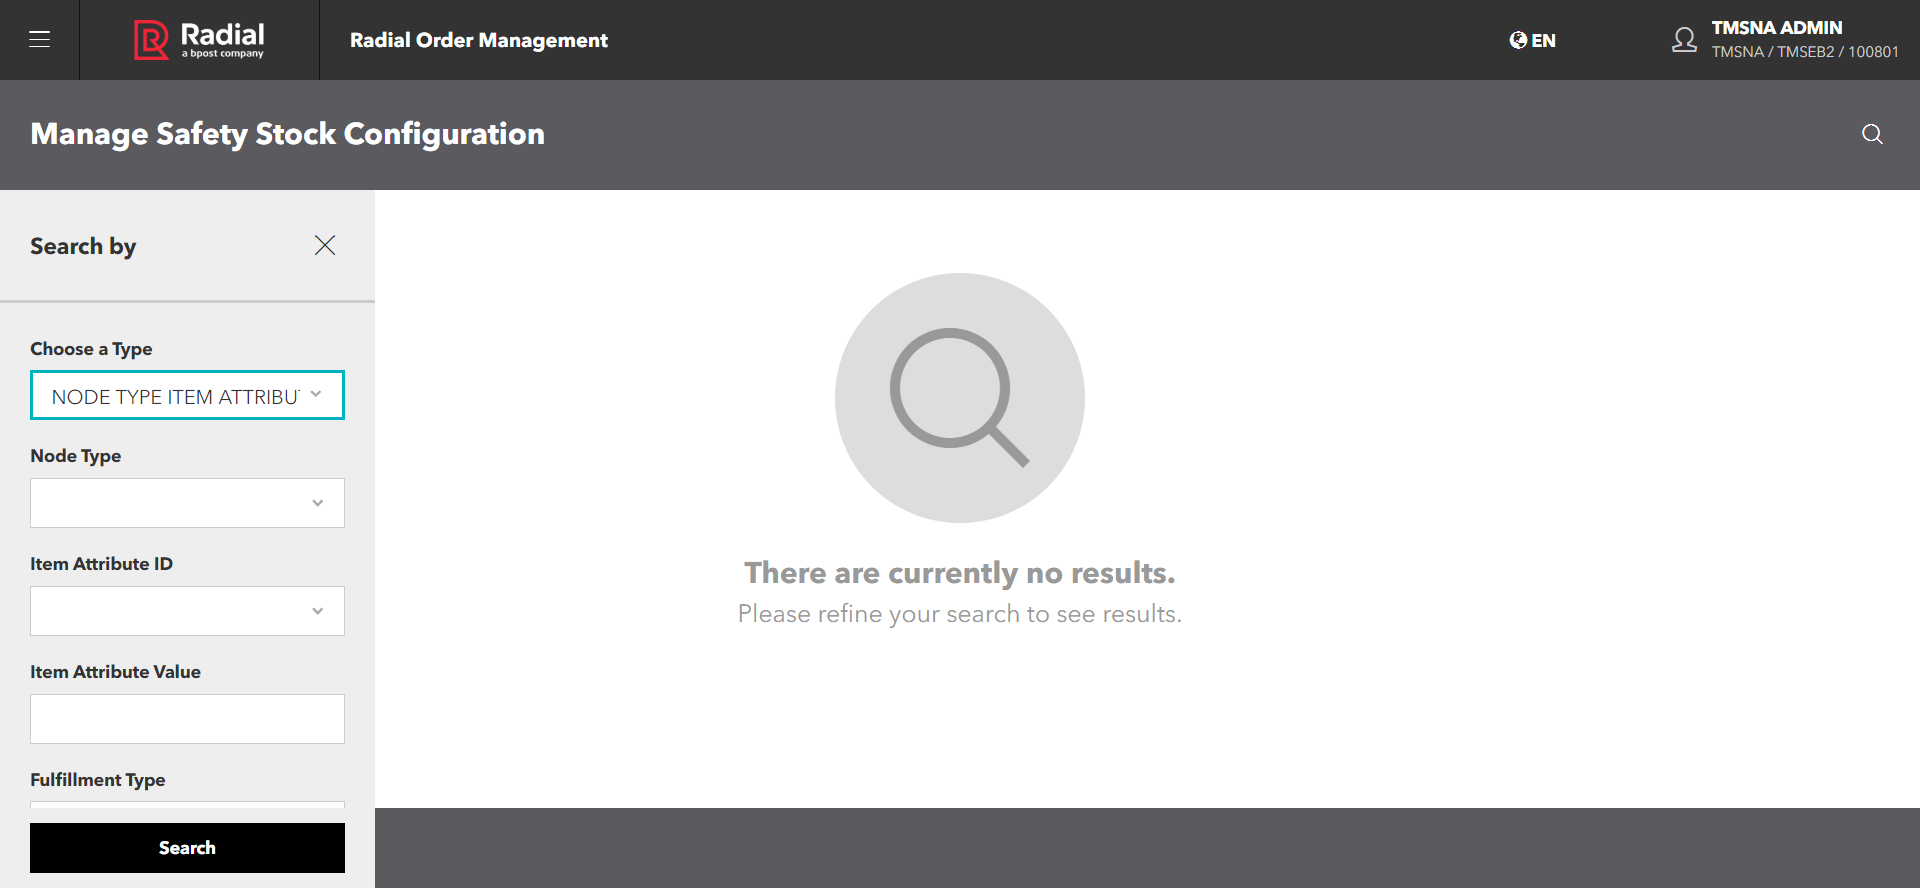 Radial
a bpost company
Radial Order Management
EN
TMSNA ADMIN
TMSNA / TMSEB2 / 100801
Manage Safety Stock Configuration
Search by
Choose a Type
NODE TYPE ITEM ATTRIBUT
Node Type
Item Attribute ID
Item Attribute Value
Fulfillment Type
Search
There are currently no results.
Please refine your search to see results.